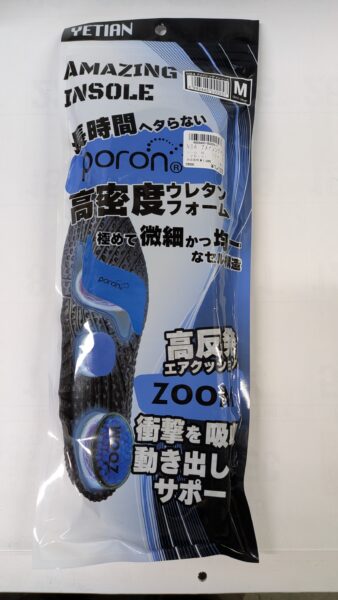 YETIAN
AMAZING
INSOLE
M
長時間ヘタらない
poron®
高密度ウレタン
フォーム
極めて微細かつ均一
なセル構造
poron
高反発
エアクッション
ZOOM
衝撃を吸収
動き出し
サポー
ZOOM